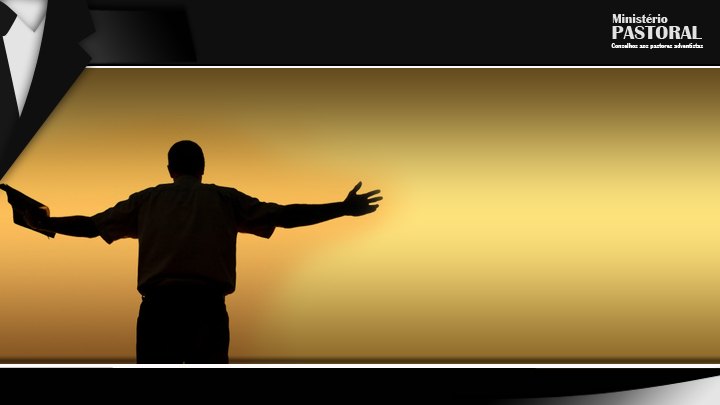 Ministério
PASTORAL
Conselhos aos pastores adventistas